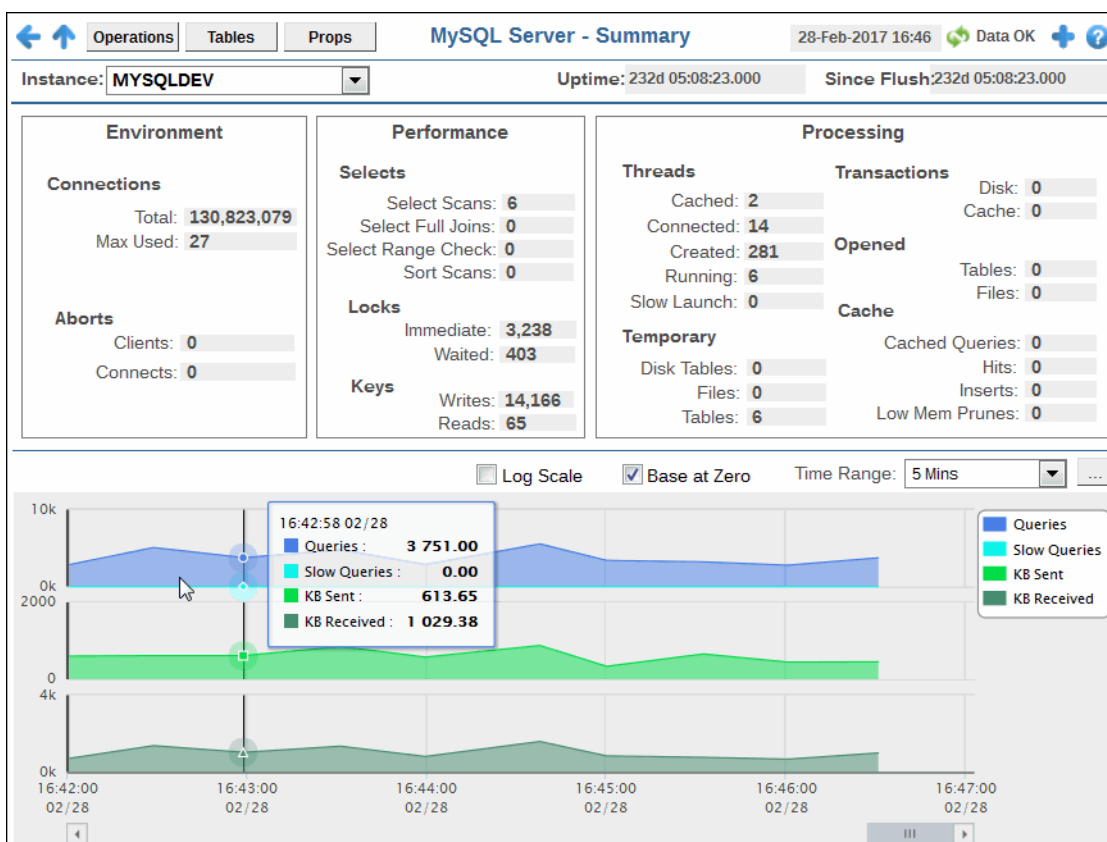 Operations Tables Props MySQL Server - Summary 28-Feb-2017 16:46 Data OK ?
Instance: MYSQLDEV Uptime: 232d 05:08:23.000 Since Flush: 232d 05:08:23.000
Environment
Connections
Total: 130,823,079
Max Used: 27
Aborts
Clients: 0
Connects: 0
Performance
Selects
Select Scans: 6
Select Full Joins: 0
Select Range Check: 0
Sort Scans: 0
Locks
Immediate: 3,238
Waited: 403
Keys
Writes: 14,166
Reads: 65
Processing
Threads
Cached: 2
Connected: 14
Created: 281
Running: 6
Slow Launch: 0
Temporary
Disk Tables: 0
Files: 0
Tables: 6
Transactions
Disk: 0
Cache: 0
Opened
Tables: 0
Files: 0
Cache
Cached Queries: 0
Hits: 0
Inserts: 0
Low Mem Prunes: 0
Log Scale Base at Zero Time Range: 5 Mins ...
10k
0k
2000
0
4k
0k
16:42:58 02/28
Queries : 3 751.00
Slow Queries : 0.00
KB Sent : 613.65
KB Received : 1 029.38
Queries
Slow Queries
KB Sent
KB Received
16:42:00 16:43:00 16:44:00 16:45:00 16:46:00 16:47:00
02/28 02/28 02/28 02/28 02/28 02/28